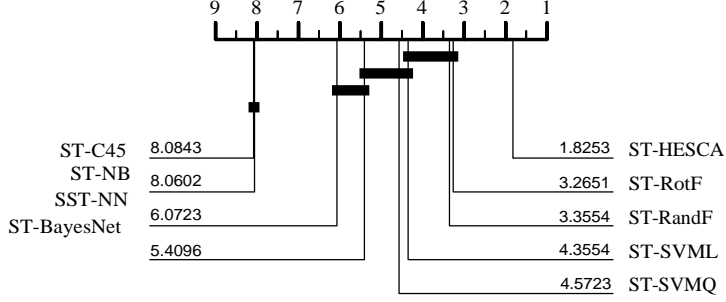 9 8 7 6 5 4 3 2 1
ST-C45 8.0843 1.8253 ST-HESCA
ST-NB 8.0602 3.2651 ST-RotF
SST-NN 6.0723 3.3554 ST-RandF
ST-BayesNet 5.4096 4.3554 ST-SVML
4.5723 ST-SVMQ